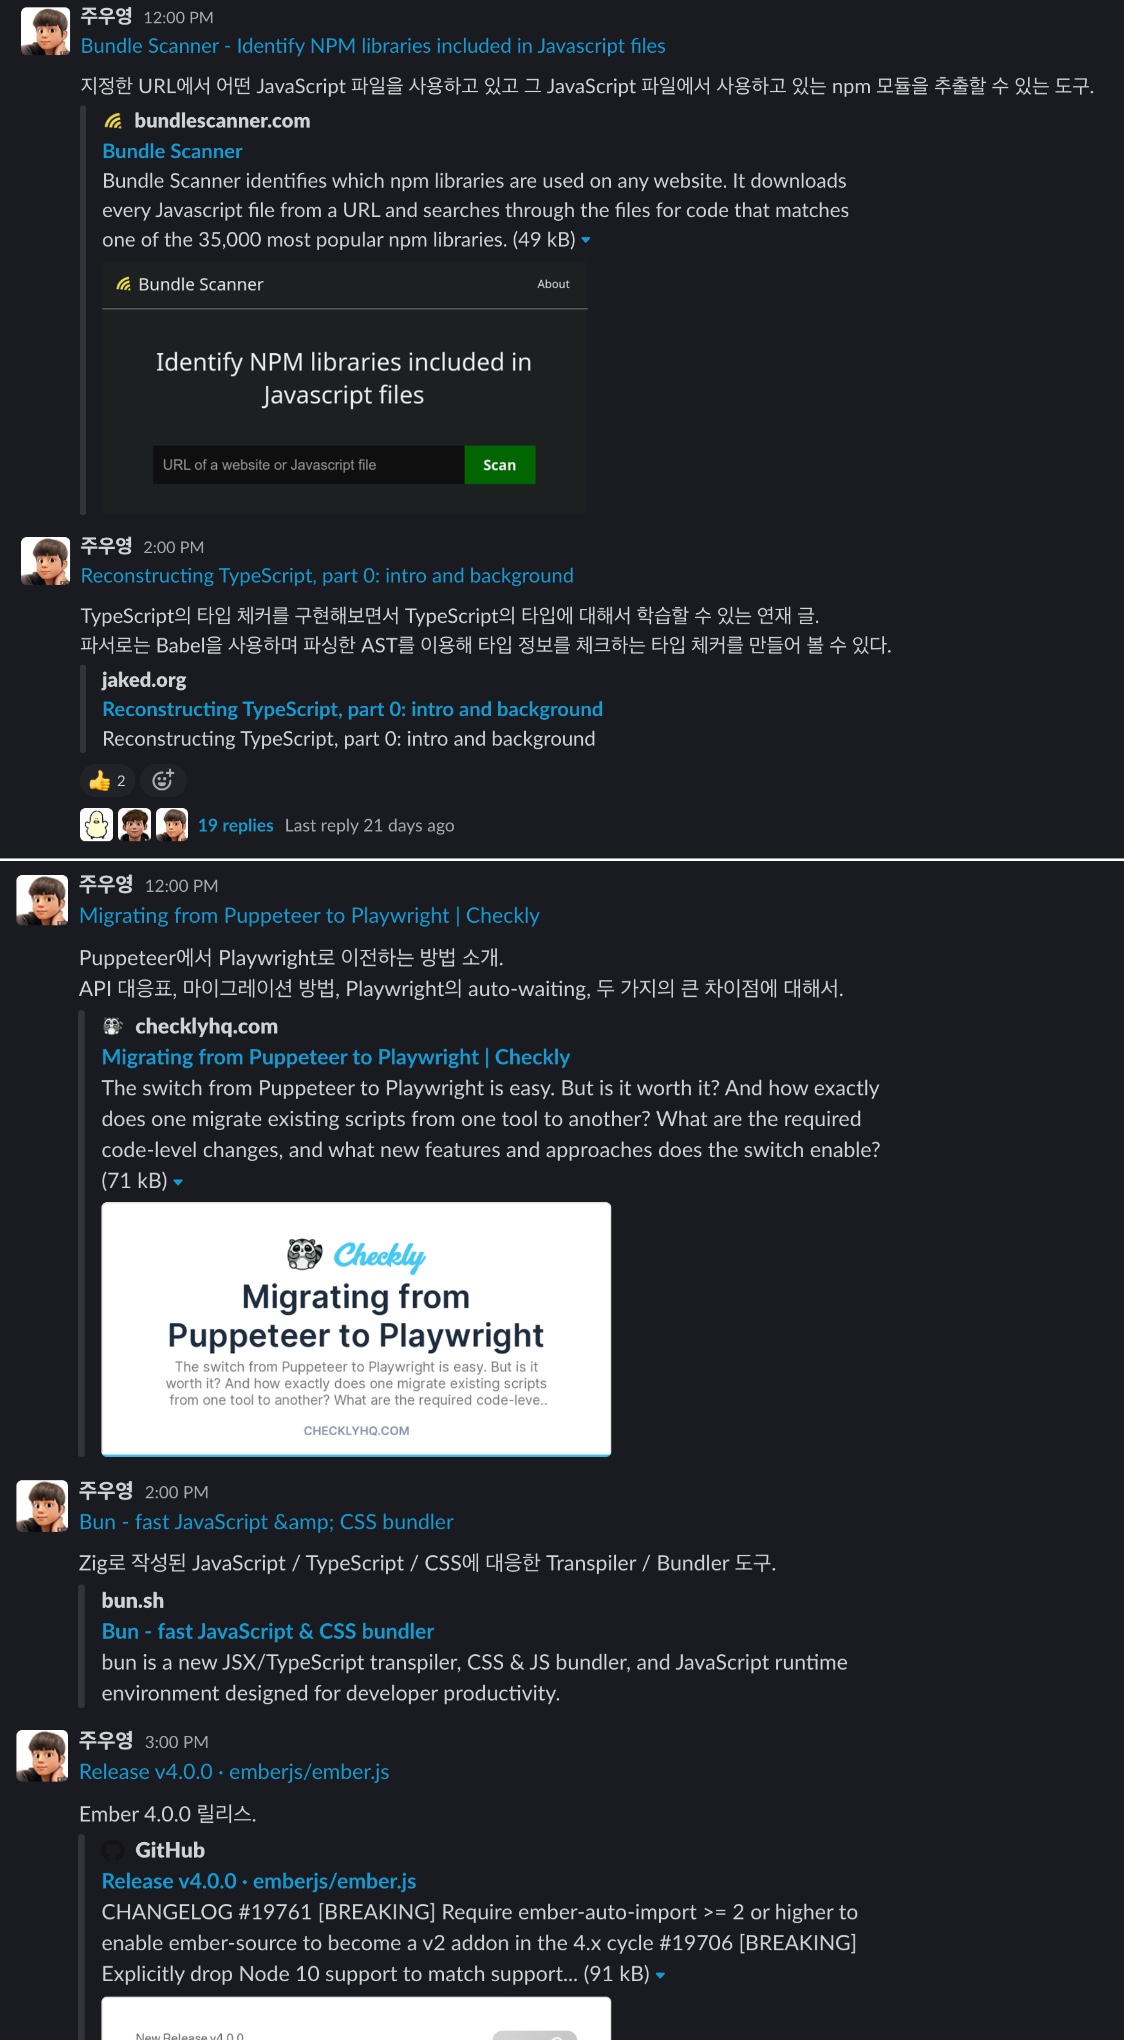 주우영 12:00 PM
Bundle Scanner - Identify NPM libraries included in Javascript files
지정한 URL에서 어떤 JavaScript 파일을 사용하고 있고 그 JavaScript 파일에서 사용하고 있는 npm 모듈을 추출할 수 있는 도구.
bundlescanner.com
Bundle Scanner
Bundle Scanner identifies which npm libraries are used on any website. It downloads
every Javascript file from a URL and searches through the files for code that matches
one of the 35,000 most popular npm libraries. (49 kB)
Bundle Scanner About
Identify NPM libraries included in
Javascript files
URL of a website or Javascript file Scan
주우영 2:00 PM
Reconstructing TypeScript, part 0: intro and background
TypeScript의 타입 체커를 구현해보면서 TypeScript의 타입에 대해서 학습할 수 있는 연재 글.
파서로는 Babel을 사용하며 파싱한 AST를 이용해 타입 정보를 체크하는 타입 체커를 만들어 볼 수 있다.
jaked.org
Reconstructing TypeScript, part 0: intro and background
Reconstructing TypeScript, part 0: intro and background
👍 2
19 replies Last reply 21 days ago
주우영 12:00 PM
Migrating from Puppeteer to Playwright | Checkly
Puppeteer에서 Playwright로 이전하는 방법 소개.
API 대응표, 마이그레이션 방법, Playwright의 auto-waiting, 두 가지의 큰 차이점에 대해서.
checklyhq.com
Migrating from Puppeteer to Playwright | Checkly
The switch from Puppeteer to Playwright is easy. But is it worth it? And how exactly
does one migrate existing scripts from one tool to another? What are the required
code-level changes, and what new features and approaches does the switch enable?
(71 kB)
Checkly
Migrating from
Puppeteer to Playwright
The switch from Puppeteer to Playwright is easy. But is it
worth it? And how exactly does one migrate existing scripts
from one tool to another? What are the required code-leve..
CHECKLYHQ.COM
주우영 2:00 PM
Bun - fast JavaScript &amp; CSS bundler
Zig로 작성된 JavaScript / TypeScript / CSS에 대응한 Transpiler / Bundler 도구.
bun.sh
Bun - fast JavaScript & CSS bundler
bun is a new JSX/TypeScript transpiler, CSS & JS bundler, and JavaScript runtime
environment designed for developer productivity.
주우영 3:00 PM
Release v4.0.0 · emberjs/ember.js
Ember 4.0.0 릴리스.
GitHub
Release v4.0.0 · emberjs/ember.js
CHANGELOG #19761 [BREAKING] Require ember-auto-import >= 2 or higher to
enable ember-source to become a v2 addon in the 4.x cycle #19706 [BREAKING]
Explicitly drop Node 10 support to match support... (91 kB)
New Release v4.0.0